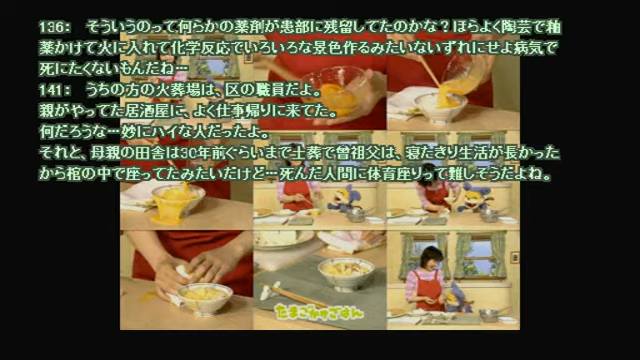 136:　そういうのって何らかの薬剤が患部に残留してたのかな？ほらよく陶芸で釉
薬かけて火に入れて化学反応でいろいろな景色作るみたいないずれにせよ病気で
死にたくないもんだね…
141:　うちの方の火葬場は、区の職員だよ。
親がやってた居酒屋に、よく仕事帰りに来てた。
何だろうな…妙にハイな人だったよ。
それと、母親の田舎は30年前ぐらいまで土葬で曾祖父は、寝たきり生活が長かった
から棺の中で座ってたみたいだけど…死んだ人間に体育座りって難しそうだよね。
たまごかけごはん